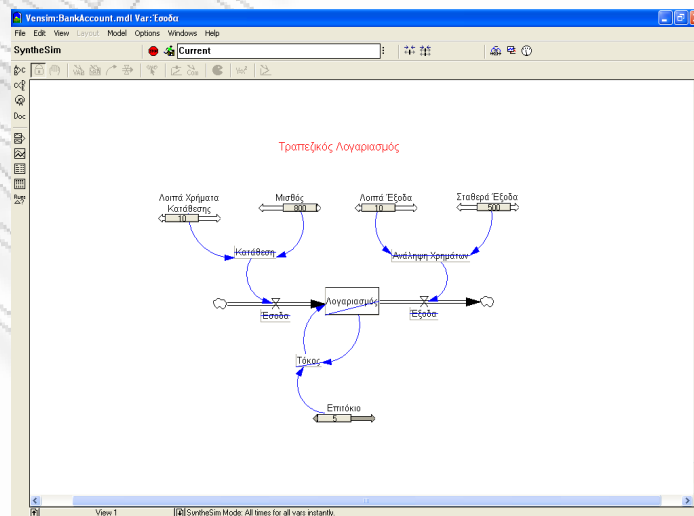 Vensim:BankAccount.mdl Var:Έσοδα
File Edit View Layout Model Options Windows Help
SyntheSim
Current
Doc
Runs
Τραπεζικός Λογαριασμός
Λοιπά Χρήματα
Κατάθεσης
10
Μισθός
800
Λοιπά Έξοδα
10
Σταθερά Έξοδα
500
Κατάθεση
Ανάληψη Χρημάτων
Λογαριασμός
Έσοδα
Έξοδα
Τόκος
Επιτόκιο
5
View 1
SyntheSim Mode: All times for all vars instantly.